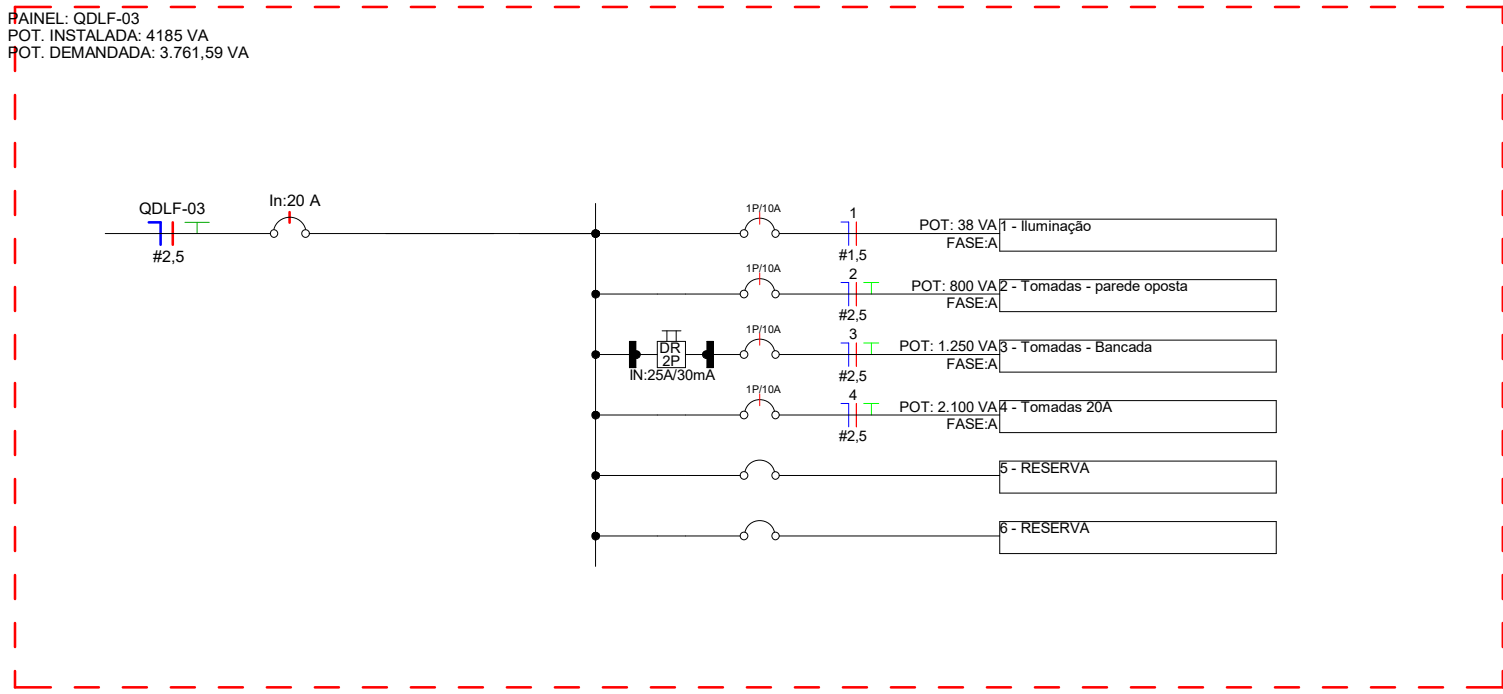 PAINEL: QDLF-03
POT. INSTALADA: 4185 VA
POT. DEMANDADA: 3.761,59 VA
QDLF-03
#2,5
In:20 A
1P/10A
1
#1,5
POT: 38 VA
FASE:A
1 - Iluminação
1P/10A
2
#2,5
POT: 800 VA
FASE:A
2 - Tomadas - parede oposta
DR
2P
IN:25A/30mA
1P/10A
3
#2,5
POT: 1.250 VA
FASE:A
3 - Tomadas - Bancada
1P/10A
4
#2,5
POT: 2.100 VA
FASE:A
4 - Tomadas 20A
5 - RESERVA
6 - RESERVA